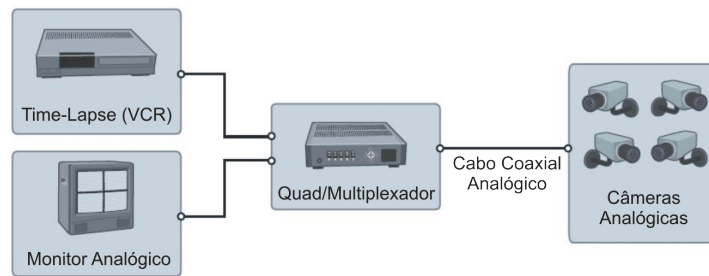 Time-Lapse (VCR)
Monitor Analógico
Quad/Multiplexador
Cabo Coaxial
Analógico
Câmeras
Analógicas